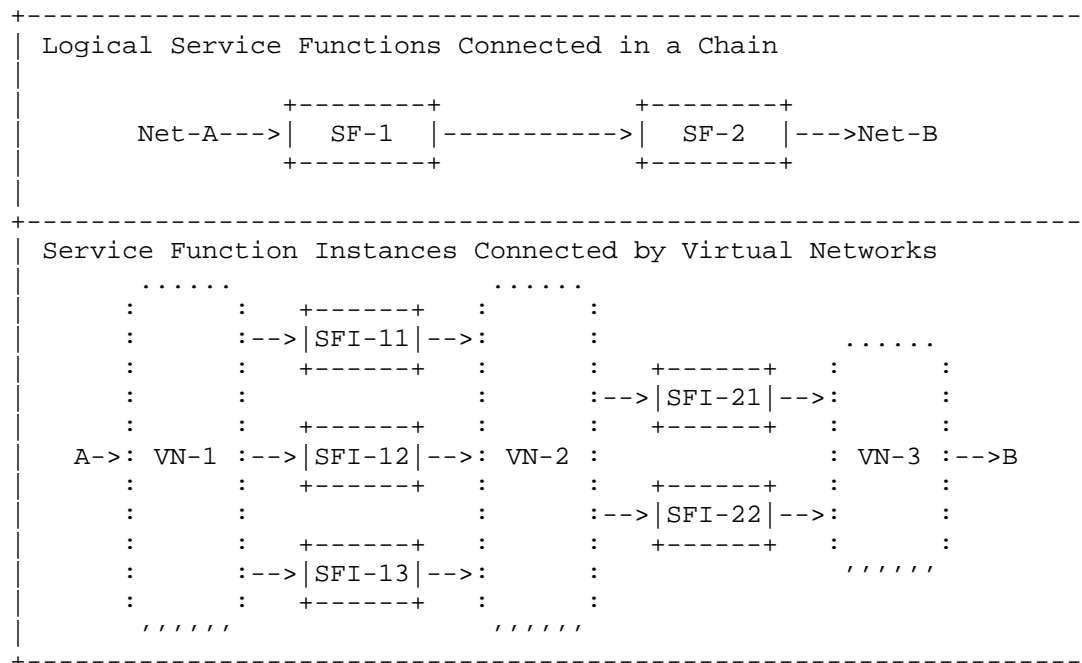 +------------------------------------------------------------------
| Logical Service Functions Connected in a Chain
|
|                +--------+            +--------+
|       Net-A--->|  SF-1  |----------->|  SF-2  |--->Net-B
|                +--------+            +--------+
|
+------------------------------------------------------------------
| Service Function Instances Connected by Virtual Networks
|       ......                ......
|      :      :   +------+   :      :
|      :      :-->|SFI-11|-->:      :               ......
|      :      :   +------+   :      :   +------+   :      :
|      :      :              :      :-->|SFI-21|-->:      :
|      :      :   +------+   :      :   +------+   :      :
|   A->: VN-1 :-->|SFI-12|-->: VN-2 :              : VN-3 :-->B
|      :      :   +------+   :      :   +------+   :      :
|      :      :              :      :-->|SFI-22|-->:      :
|      :      :   +------+   :      :   +------+   :      :
|      :      :-->|SFI-13|-->:      :               ''''''
|      :      :   +------+   :      :
|       ''''''                ''''''
+------------------------------------------------------------------